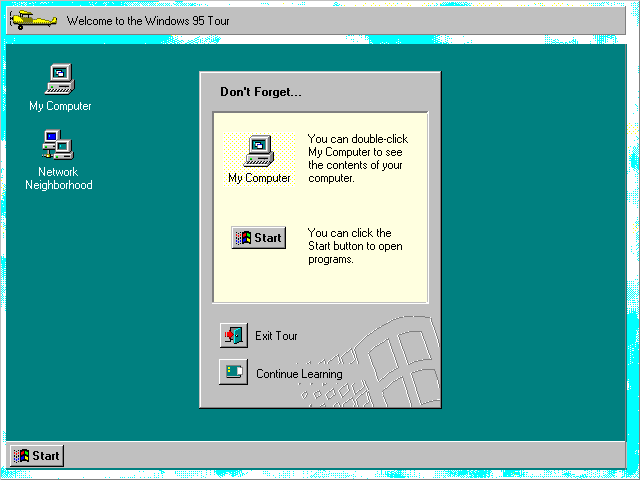 Welcome to the Windows 95 Tour
My Computer
Network
Neighborhood
Don't Forget...
My Computer
You can double-click
My Computer to see
the contents of your
computer.
Start
You can click the
Start button to open
programs.
Exit Tour
Continue Learning
Start